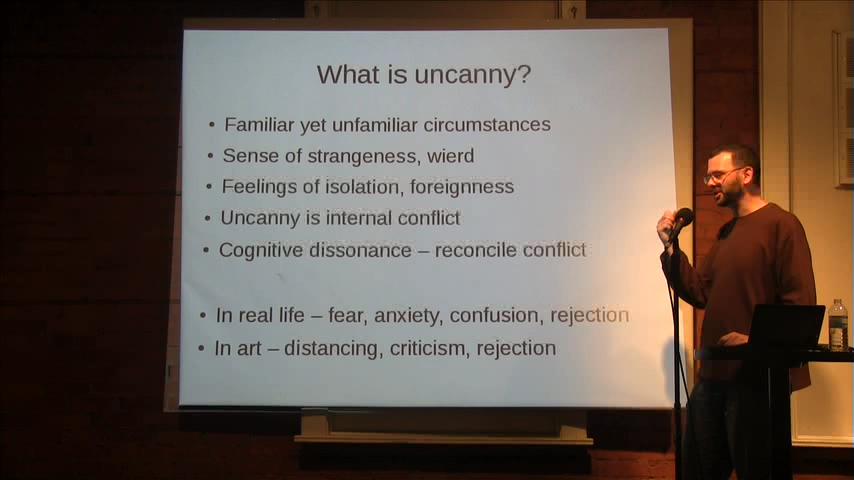 What is uncanny?
• Familiar yet unfamiliar circumstances
• Sense of strangeness, wierd
• Feelings of isolation, foreignness
• Uncanny is internal conflict
• Cognitive dissonance – reconcile conflict
• In real life – fear, anxiety, confusion, rejection
• In art – distancing, criticism, rejection